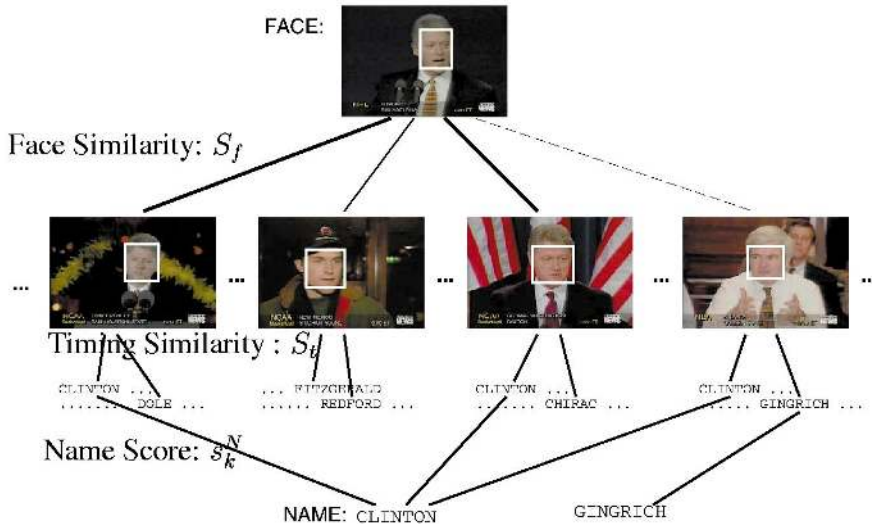 FACE:
Face Similarity: S_f
... ... ... ... ...
Timing Similarity : S_t
CLINTON ...
....... DOLE ...
... FITZGERALD
...... REDFORD ...
CLINTON ...
....... CHIRAC ...
CLINTON ...
...... GINGRICH ...
Name Score: s_k^N
NAME: CLINTON GINGRICH